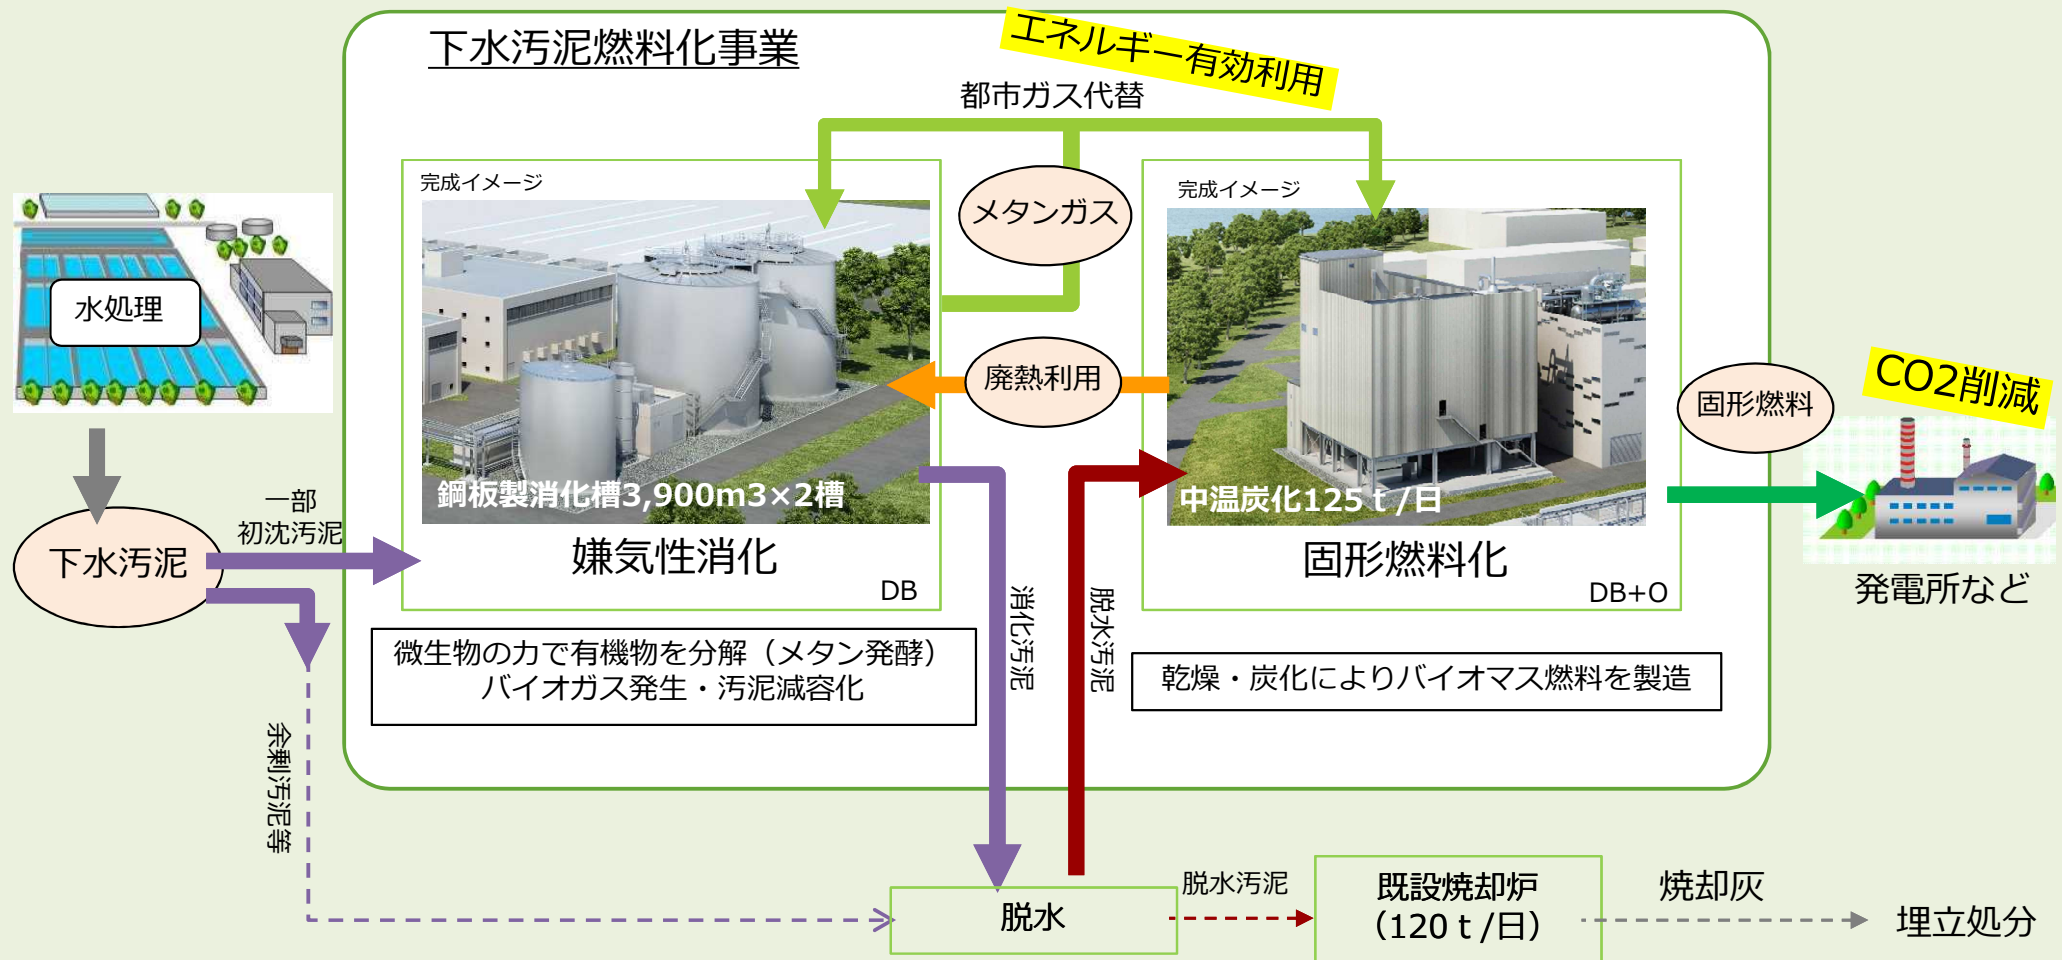 下水汚泥燃料化事業
エネルギー有効利用
都市ガス代替
完成イメージ
メタンガス
完成イメージ
水処理
廃熱利用
固形燃料
CO2削減
鋼板製消化槽3,900m3×2槽
中温炭化125ｔ/日
一部
初沈汚泥
下水汚泥
嫌気性消化
DB
固形燃料化
DB+O
発電所など
消化汚泥
脱水汚泥
微生物の力で有機物を分解（メタン発酵）
バイオガス発生・汚泥減容化
乾燥・炭化によりバイオマス燃料を製造
余剰汚泥等
脱水
脱水汚泥
既設焼却炉
（120ｔ/日）
焼却灰
埋立処分